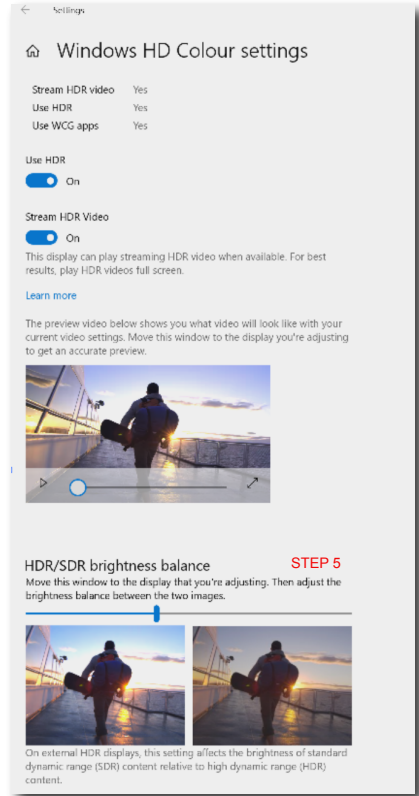 Settings
Windows HD Colour settings
Stream HDR video Yes
Use HDR Yes
Use WCG apps Yes
Use HDR
On
Stream HDR Video
On
This display can play streaming HDR video when available. For best
results, play HDR videos full screen.
Learn more
The preview video below shows you what video will look like with your
current video settings. Move this window to the display you're adjusting
to get an accurate preview.
HDR/SDR brightness balance STEP 5
Move this window to the display that you're adjusting. Then adjust the
brightness balance between the two images.
On external HDR displays, this setting affects the brightness of standard
dynamic range (SDR) content relative to high dynamic range (HDR)
content.